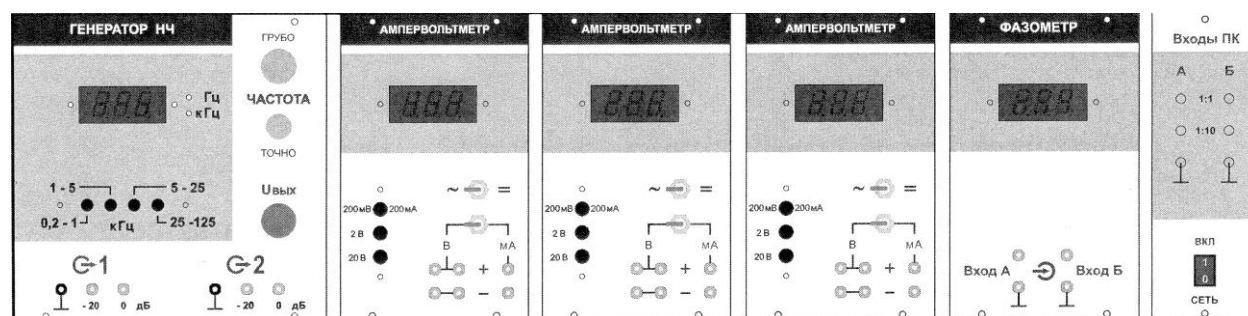 ГЕНЕРАТОР НЧ
Гц
кГц
1 - 5
5 - 25
0,2 - 1
кГц
25 -125
1
- 20 0 дБ
2
- 20 0 дБ
ГРУБО
ЧАСТОТА
ТОЧНО
Uвых
АМПЕРВОЛЬТМЕТР
~ =
200мВ 200мА
2 В
20 В
В мА
+
−
АМПЕРВОЛЬТМЕТР
~ =
200мВ 200мА
2 В
20 В
В мА
+
−
АМПЕРВОЛЬТМЕТР
~ =
200мВ 200мА
2 В
20 В
В мА
+
−
ФАЗОМЕТР
Вход А Вход Б
Входы ПК
А Б
1:1
1:10
ВКЛ
1
0
СЕТЬ